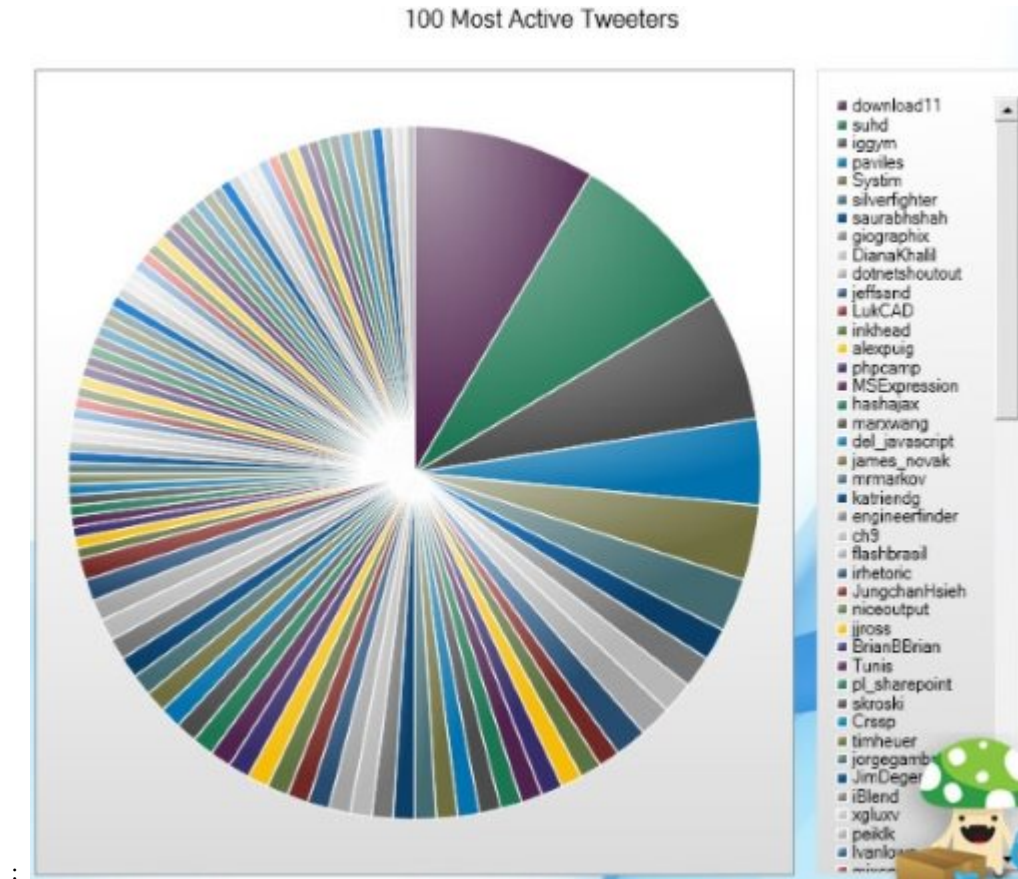 100 Most Active Tweeters
download11
suhd
iggym
paviles
Systim
silverfighter
saurabhshah
giographix
DianaKhalil
dotnetshoutout
jeffsand
LukCAD
inkhead
alexpuig
phpcamp
MSExpression
hashajax
marxwang
del_javascript
james_novak
mrmarkov
katriendg
engineerfinder
ch9
flashbrasil
irhetoric
JungchanHsieh
niceoutput
jjross
BrianBBrian
Tunis
pl_sharepoint
skroski
Crssp
timheuer
iBlend
xgluxv
peiklk
: